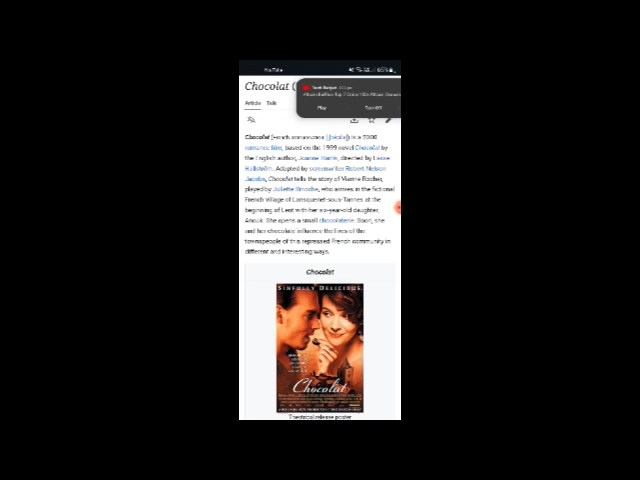 YouTube
65%
Chocolat (
Play
Turn off
Article Talk
Chocolat (French pronunciation: [ʃɔkɔla]) is a 2000
romance film, based on the 1999 novel Chocolat by
the English author, Joanne Harris, directed by Lasse
Hallström. Adapted by screenwriter Robert Nelson
Jacobs, Chocolat tells the story of Vianne Rocher,
played by Juliette Binoche, who arrives in the fictional
French village of Lansquenet-sous-Tannes at the
beginning of Lent with her six-year-old daughter,
Anouk. She opens a small chocolaterie. Soon, she
and her chocolate influence the lives of the
townspeople of this repressed French community in
different and interesting ways.
Chocolat
SINFULLY DELICIOUS.
Chocolat
Theatrical release poster